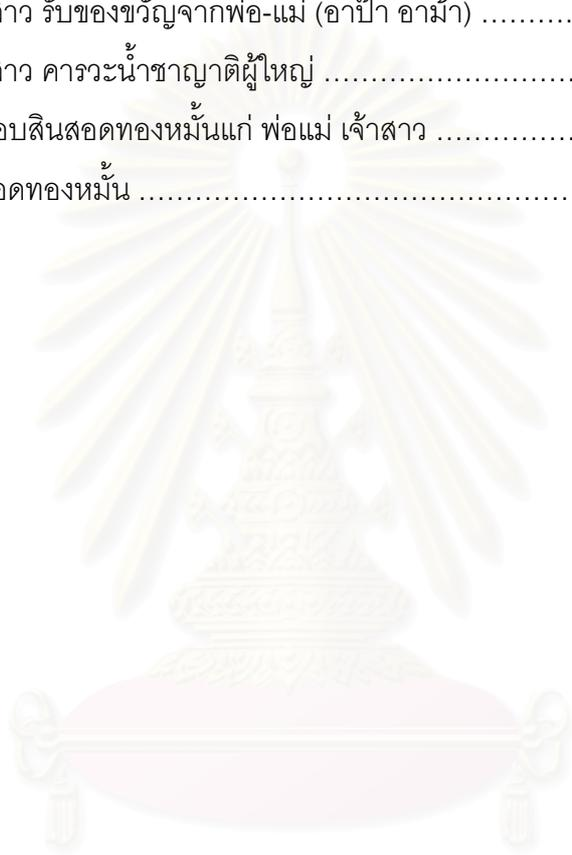 าว รับของขวัญจากพ่อ-แม่ (อาป๊า อาม้า) ..........
าว คารวะน้ำชาญาติผู้ใหญ่ ...........................
อบสินสอดทองหมั้นแก่ พ่อแม่ เจ้าสาว ...............
อดทองหมั้น ..............................................